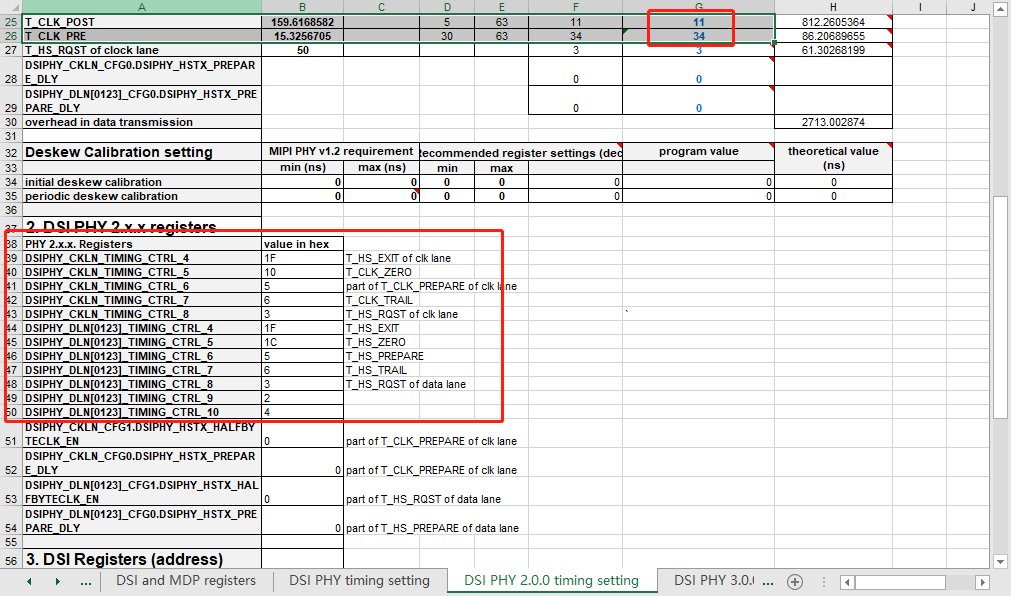 A B C D E F G H I J
25 T_CLK_POST 159.6168582 5 63 11 11 812.2605364
26 T_CLK_PRE 15.3256705 30 63 34 34 86.20689655
27 T_HS_RQST of clock lane 50 3 3 61.30268199
DSIPHY_CKLN_CFG0.DSIPHY_HSTX_PREPAR
28 E_DLY 0 0
DSIPHY_DLN[0123]_CFG0.DSIPHY_HSTX_PRE
29 PARE_DLY 0 0
30 overhead in data transmission 2713.002874
31
32 Deskew Calibration setting MIPI PHY v1.2 requirement Recommended register settings (dec program value theoretical value
(ns)
33 min (ns) max (ns) min max
34 initial deskew calibration 0 0 0 0 0 0 0
35 periodic deskew calibration 0 0 0 0 0 0 0
36
37 2. DSI PHY 2.x.x registers
38 PHY 2.x.x. Registers value in hex
39 DSIPHY_CKLN_TIMING_CTRL_4 1F T_HS_EXIT of clk lane
40 DSIPHY_CKLN_TIMING_CTRL_5 10 T_CLK_ZERO
41 DSIPHY_CKLN_TIMING_CTRL_6 5 part of T_CLK_PREPARE of clk lane
42 DSIPHY_CKLN_TIMING_CTRL_7 6 T_CLK_TRAIL
43 DSIPHY_CKLN_TIMING_CTRL_8 3 T_HS_RQST of clk lane `
44 DSIPHY_DLN[0123]_TIMING_CTRL_4 1F T_HS_EXIT
45 DSIPHY_DLN[0123]_TIMING_CTRL_5 1C T_HS_ZERO
46 DSIPHY_DLN[0123]_TIMING_CTRL_6 5 T_HS_PREPARE
47 DSIPHY_DLN[0123]_TIMING_CTRL_7 6 T_HS_TRAIL
48 DSIPHY_DLN[0123]_TIMING_CTRL_8 3 T_HS_RQST of data lane
49 DSIPHY_DLN[0123]_TIMING_CTRL_9 2
50 DSIPHY_DLN[0123]_TIMING_CTRL_10 4
DSIPHY_CKLN_CFG1.DSIPHY_HSTX_HALFBY
51 TECLK_EN 0 part of T_CLK_PREPARE of clk lane
DSIPHY_CKLN_CFG0.DSIPHY_HSTX_PREPAR
52 E_DLY 0 part of T_CLK_PREPARE of clk lane
DSIPHY_DLN[0123]_CFG1.DSIPHY_HSTX_HAL
53 FBYTECLK_EN 0 part of T_HS_RQST of data lane
DSIPHY_DLN[0123]_CFG0.DSIPHY_HSTX_PRE
54 PARE_DLY 0 part of T_HS_PREPARE of data lane
55
56 3. DSI Registers (address)
... DSI and MDP registers DSI PHY timing setting DSI PHY 2.0.0 timing setting DSI PHY 3.0.( ...